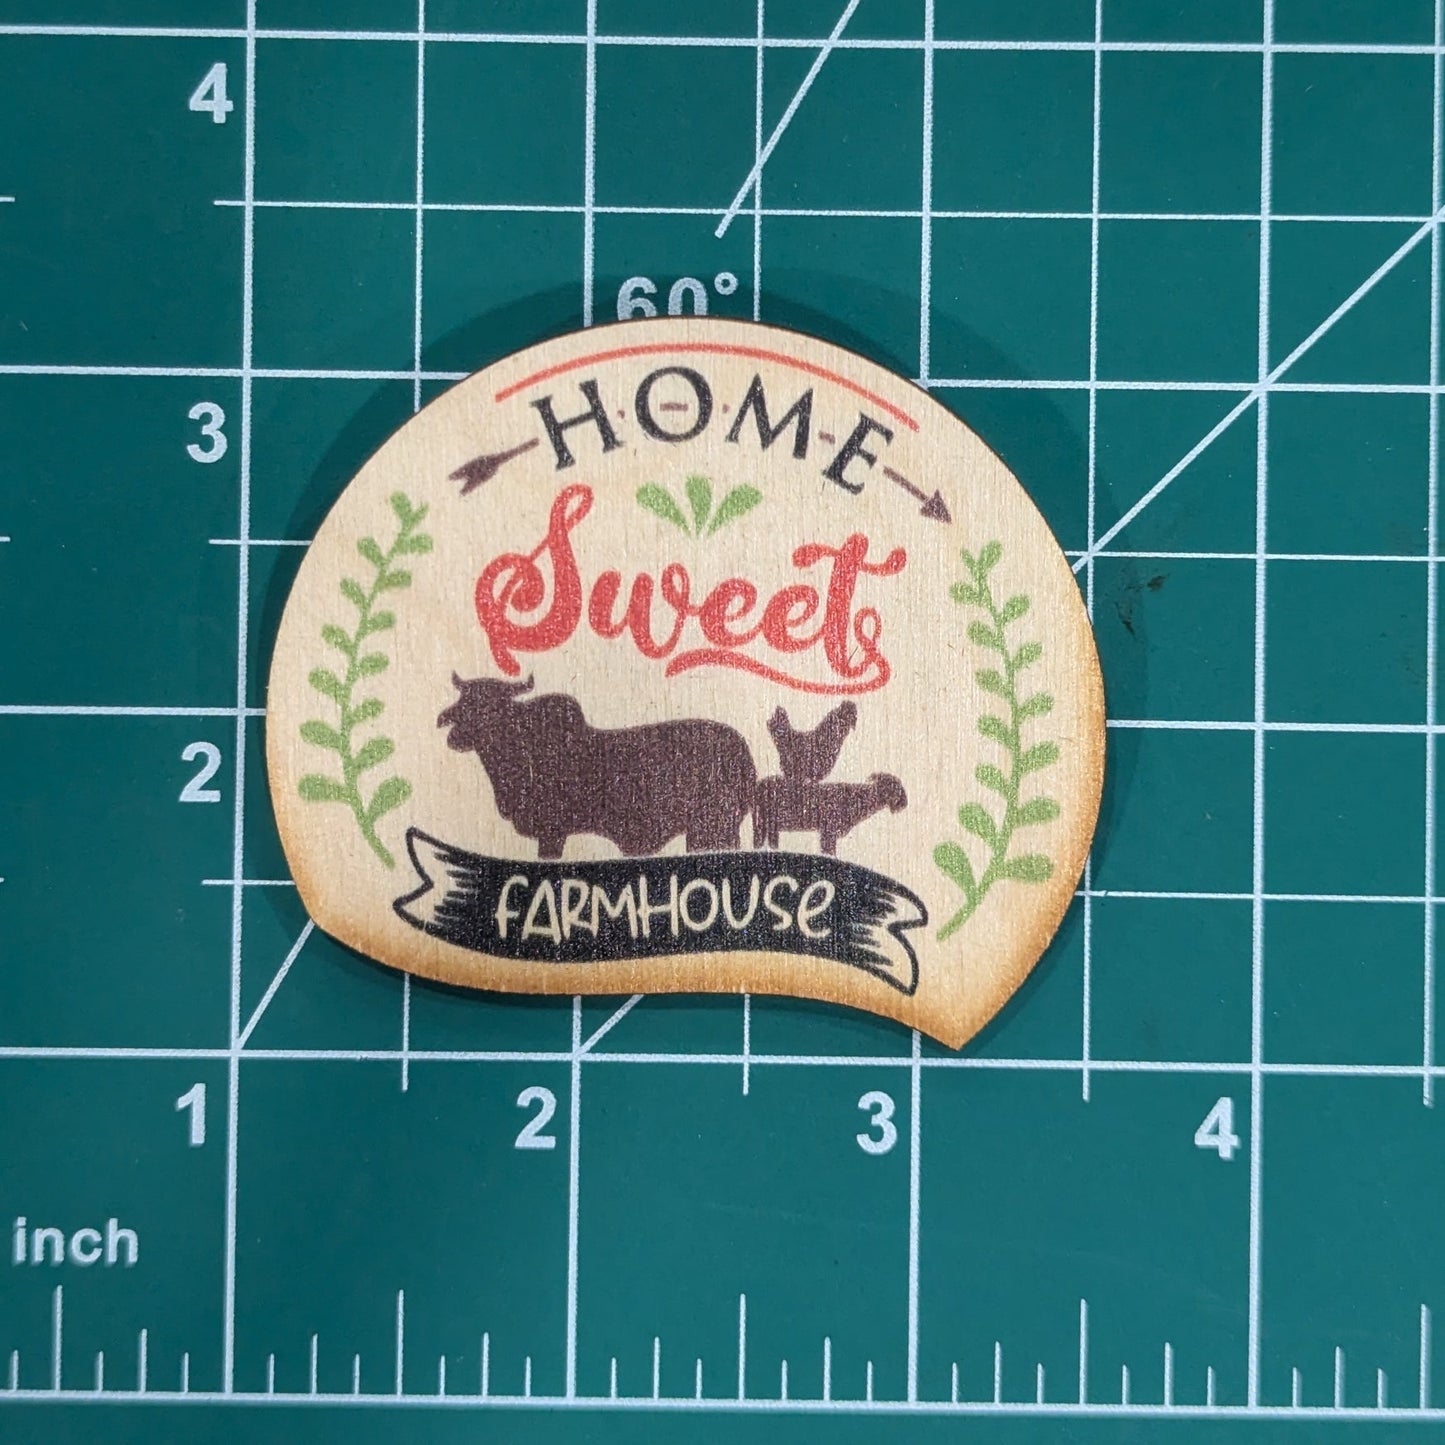 4
60°
HOME
3
Sweet
2
FARMHOUSE
1 2 3 4
inch